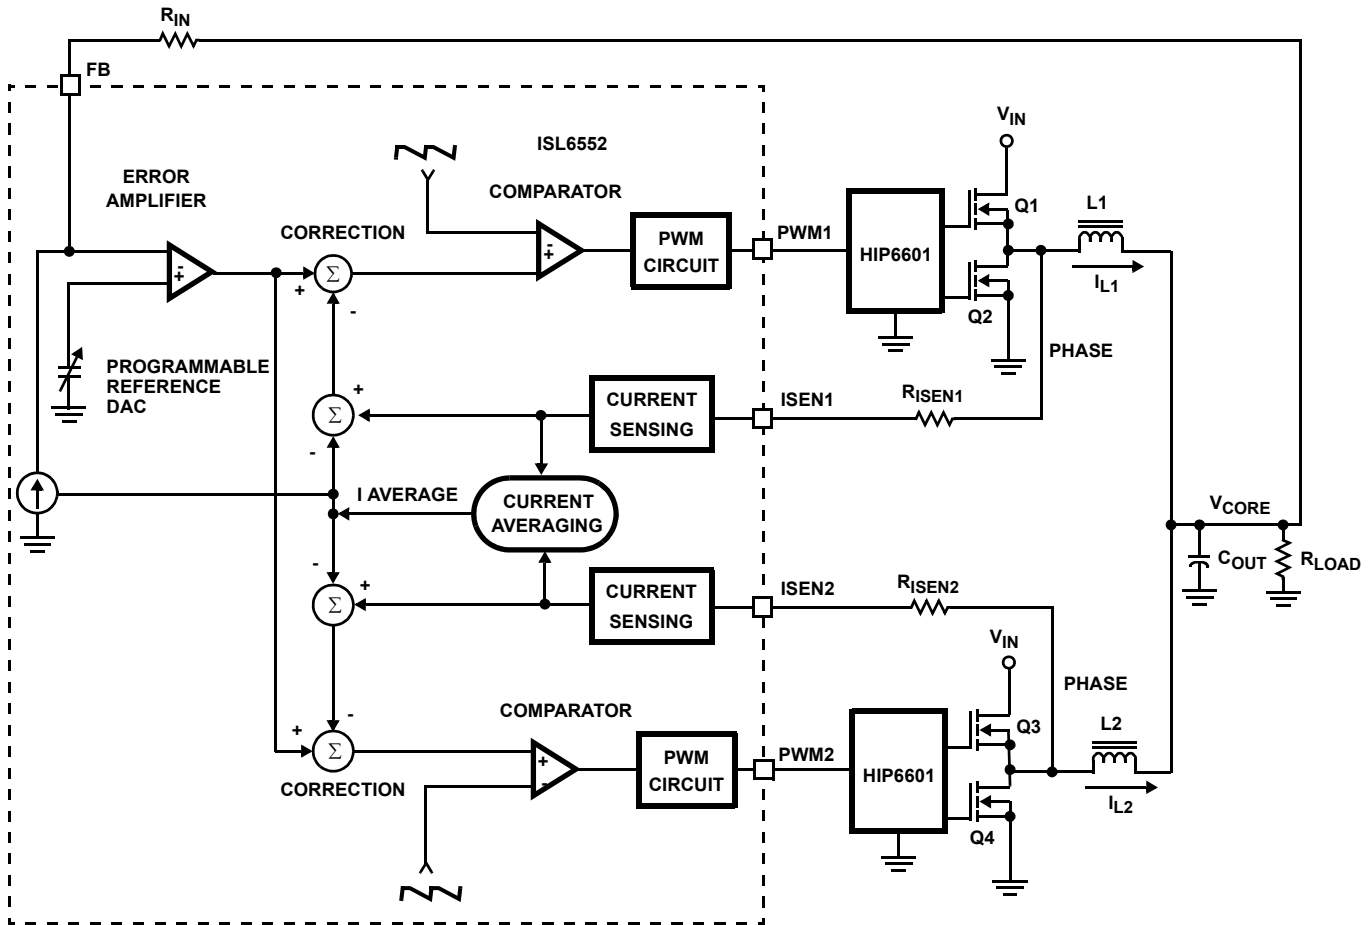 RIN
FB
VIN
ISL6552
ERROR
AMPLIFIER
COMPARATOR
Q1
L1
CORRECTION
PWM
CIRCUIT
PWM1
HIP6601
-
+
Σ
+
-
+
IL1
Q2
PHASE
PROGRAMMABLE
REFERENCE
DAC
+
Σ
CURRENT
SENSING
ISEN1
RISEN1
-
I AVERAGE
CURRENT
AVERAGING
VCORE
COUT
RLOAD
-
+
Σ
CURRENT
SENSING
ISEN2
RISEN2
VIN
PHASE
COMPARATOR
-
+
Σ
Q3
L2
+
-
PWM
CIRCUIT
PWM2
HIP6601
CORRECTION
IL2
Q4